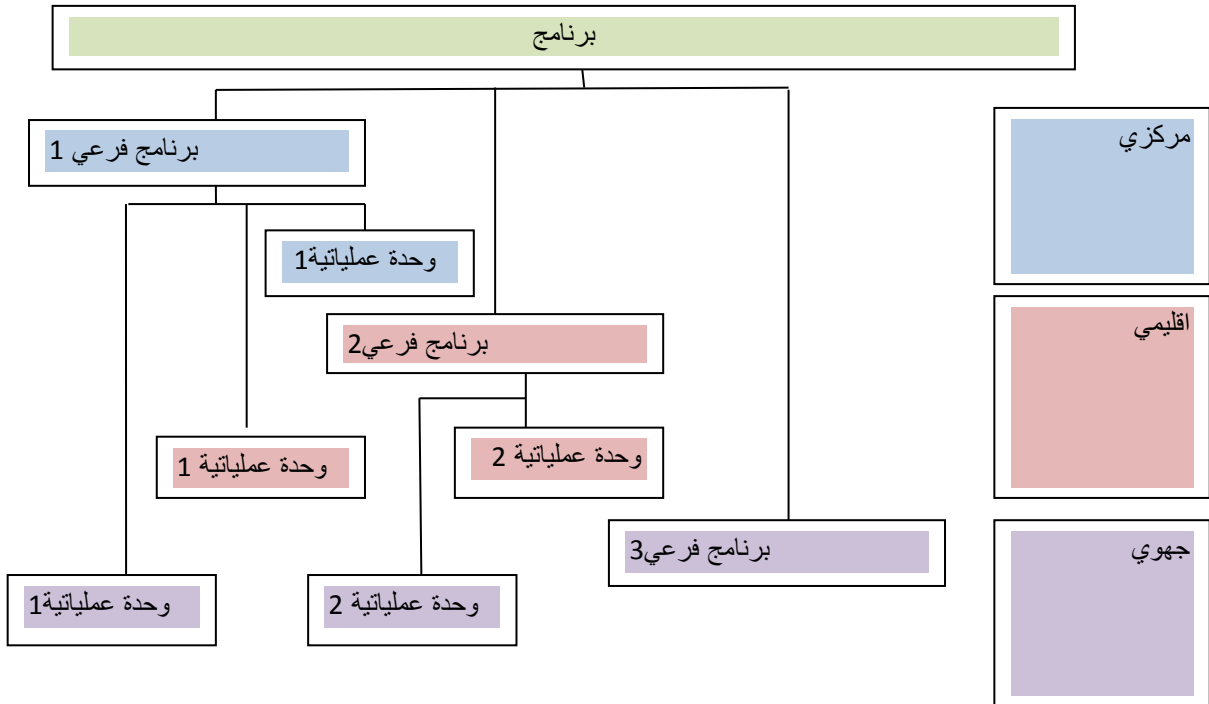 برنامج
مركزي
برنامج فرعي 1
وحدة عملياتية1
اقليمي
برنامج فرعي2
وحدة عملياتية 2
وحدة عملياتية 1
جهوي
برنامج فرعي3
وحدة عملياتية 2
وحدة عملياتية1